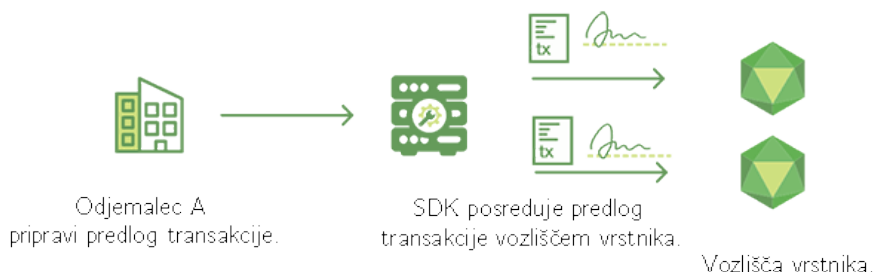 tx
tx
Odjemalec A
pripravi predlog transakcije.
SDK posreduje predlog
transakcije vozliščem vrstnika.
Vozlišča vrstnika.